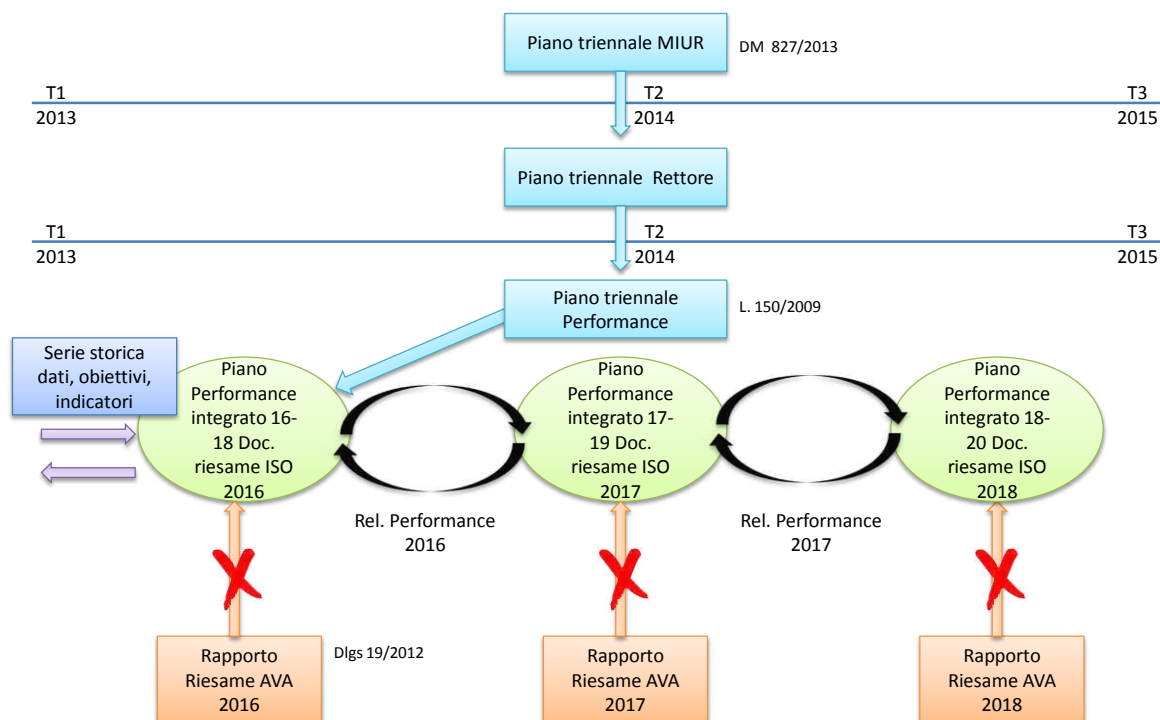 Piano triennale MIUR
DM 827/2013
T1
T2
T3
2013
2014
2015
Piano triennale Rettore
T1
T2
T3
2013
2014
2015
Piano triennale
Performance
L. 150/2009
Serie storica
dati, obiettivi,
indicatori
Piano
Performance
integrato 16-
18 Doc.
riesame ISO
2016
Piano
Performance
integrato 17-
19 Doc.
riesame ISO
2017
Piano
Performance
integrato 18-
20 Doc.
riesame ISO
2018
Rel. Performance
2016
Rel. Performance
2017
Rapporto
Riesame AVA
2016
Dlgs 19/2012
Rapporto
Riesame AVA
2017
Rapporto
Riesame AVA
2018